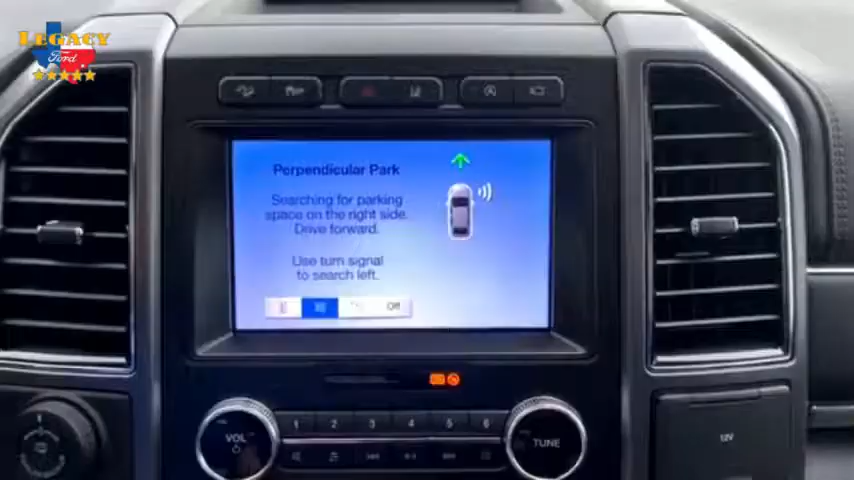 LEGACY
Ford
Perpendicular Park
Searching for parking
space on the right side.
Drive forward.
Use turn signal
to search left.
Off
1 2 3 4 5 6
VOL
TUNE
12V